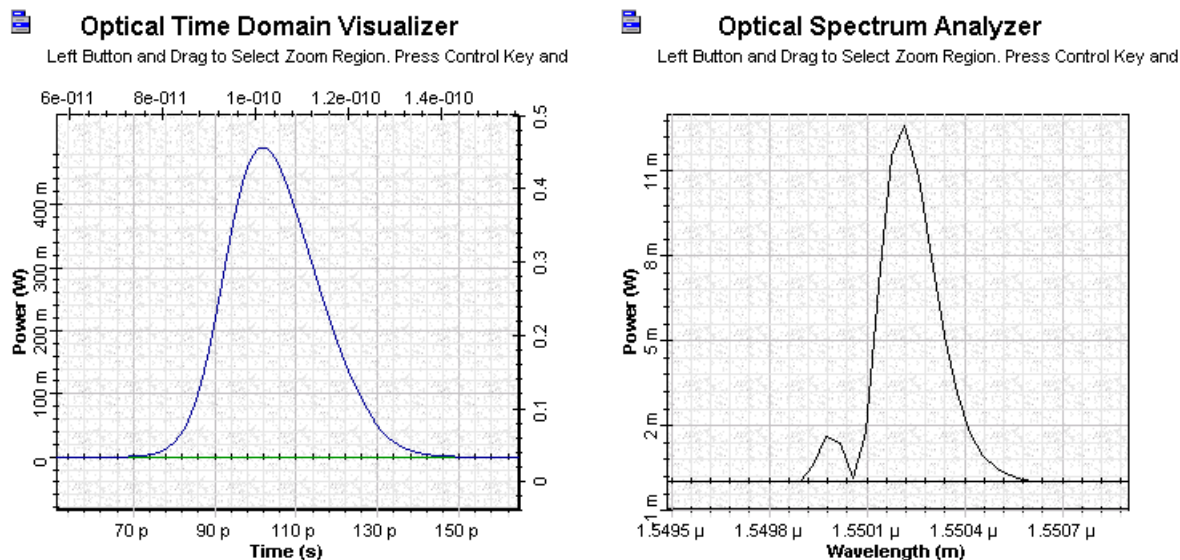 Optical Time Domain Visualizer
Left Button and Drag to Select Zoom Region. Press Control Key and
6e-011 8e-011 1e-010 1.2e-010 1.4e-010
0.5
0.4
0.3
0.2
0.1
0
Power (W)
400 m
300 m
200 m
100 m
0
70 p 90 p 110 p 130 p 150 p
Time (s)
Optical Spectrum Analyzer
Left Button and Drag to Select Zoom Region. Press Control Key and
Power (W)
11 m
8 m
5 m
2 m
-1 m
1.5495 µ 1.5498 µ 1.5501 µ 1.5504 µ 1.5507 µ
Wavelength (m)